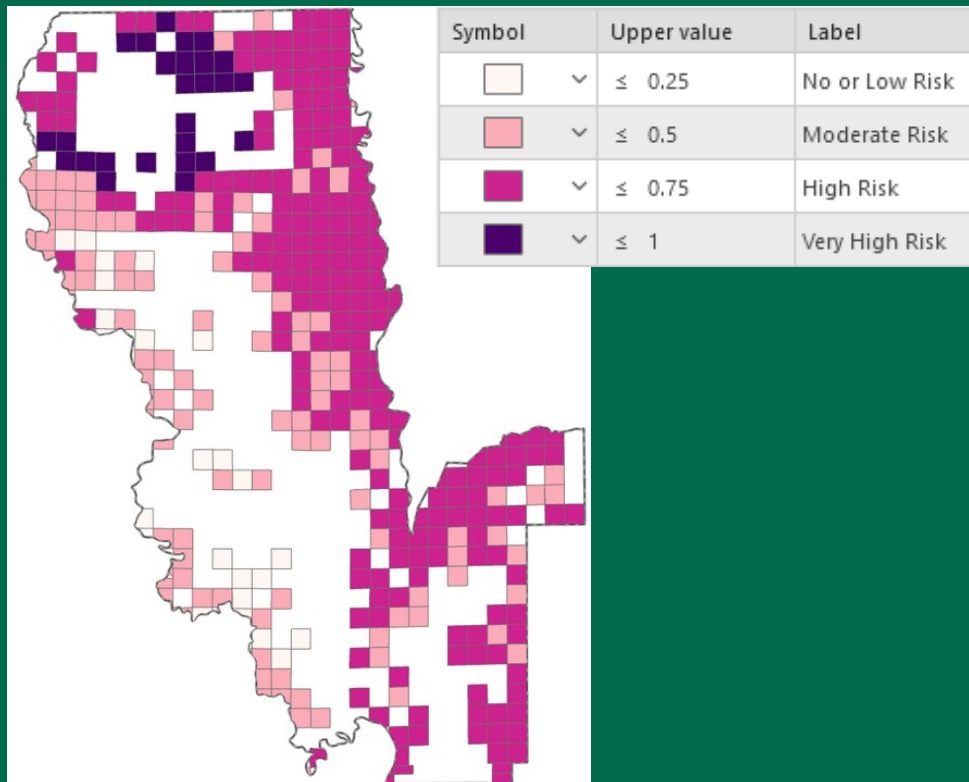 Symbol Upper value Label
≤ 0.25 No or Low Risk
≤ 0.5 Moderate Risk
≤ 0.75 High Risk
≤ 1 Very High Risk